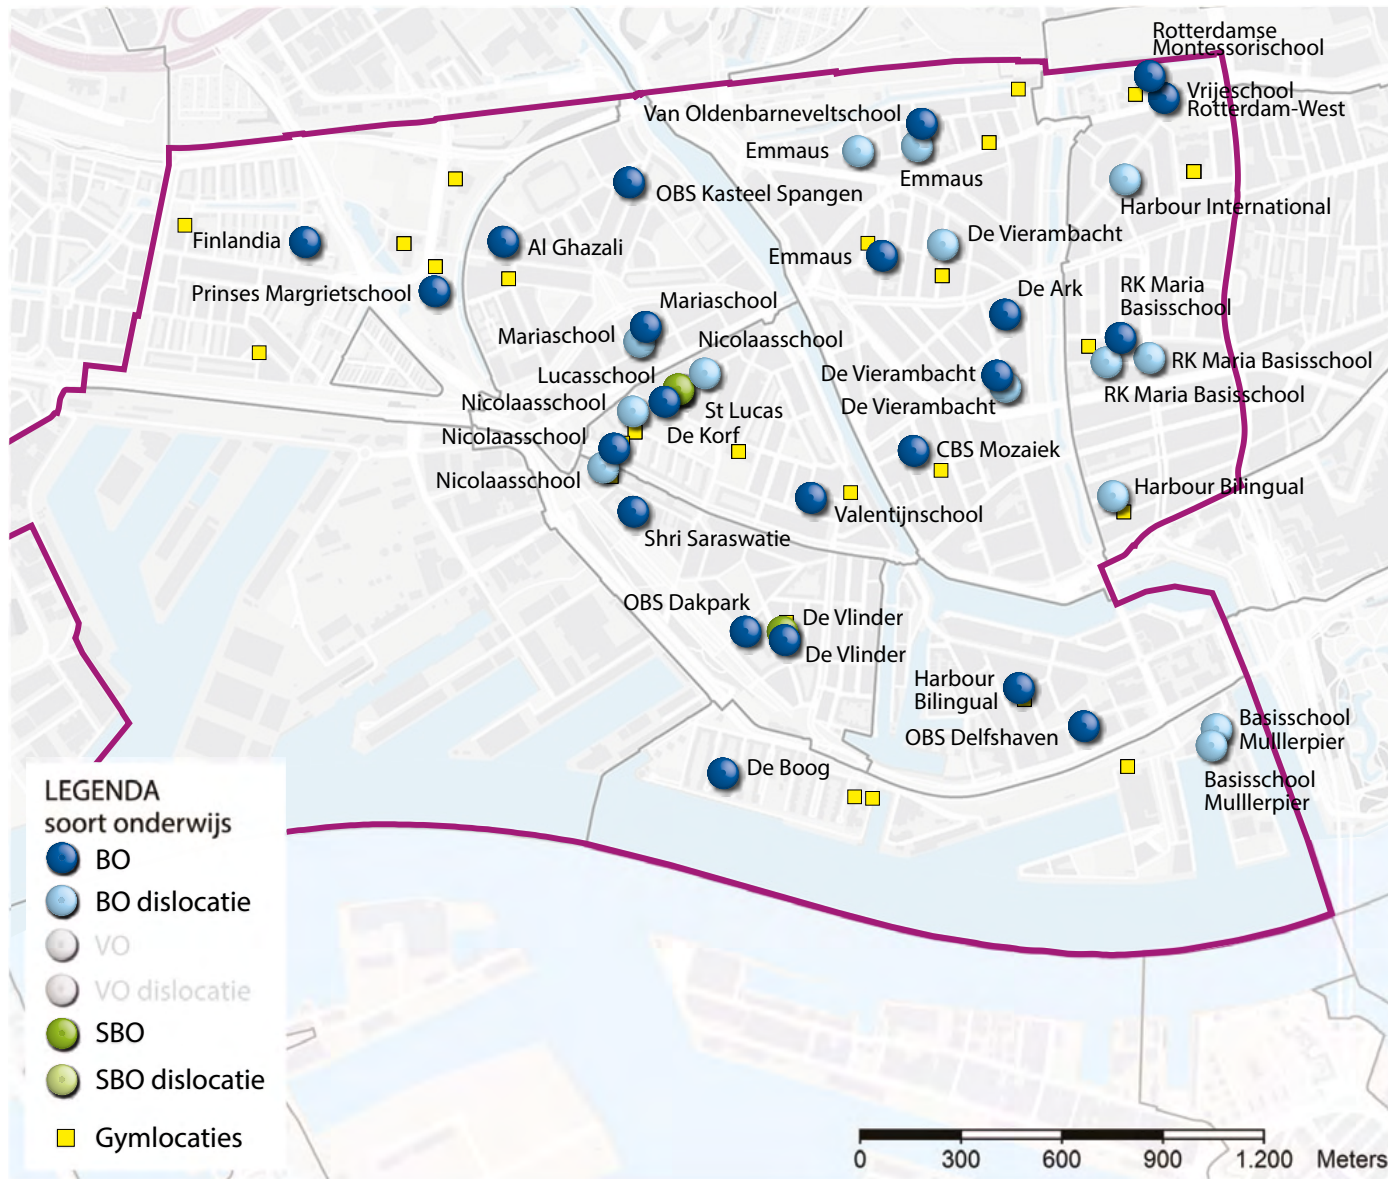 Rotterdamse
Montessorischool
Vrijeschool
Rotterdam-West
Van Oldenbarneveltschool
Emmaus
Emmaus
OBS Kasteel Spangen
Harbour International
Finlandia
Al Ghazali
De Vierambacht
Emmaus
Prinses Margrietschool
De Ark
RK Maria
Basisschool
Mariaschool
Mariaschool
Nicolaasschool
RK Maria Basisschool
Lucasschool
De Vierambacht
RK Maria Basisschool
Nicolaasschool
St Lucas
De Vierambacht
Nicolaasschool
De Korf
CBS Mozaiek
Nicolaasschool
Harbour Bilingual
Valentijnschool
Shri Saraswatie
OBS Dakpark
De Vlinder
De Vlinder
Harbour
Bilingual
OBS Delfshaven
Basisschool
Mulllerpier
De Boog
Basisschool
Mulllerpier
LEGENDA
soort onderwijs
BO
BO dislocatie
VO
VO dislocatie
SBO
SBO dislocatie
Gymlocaties
0 300 600 900 1.200 Meters